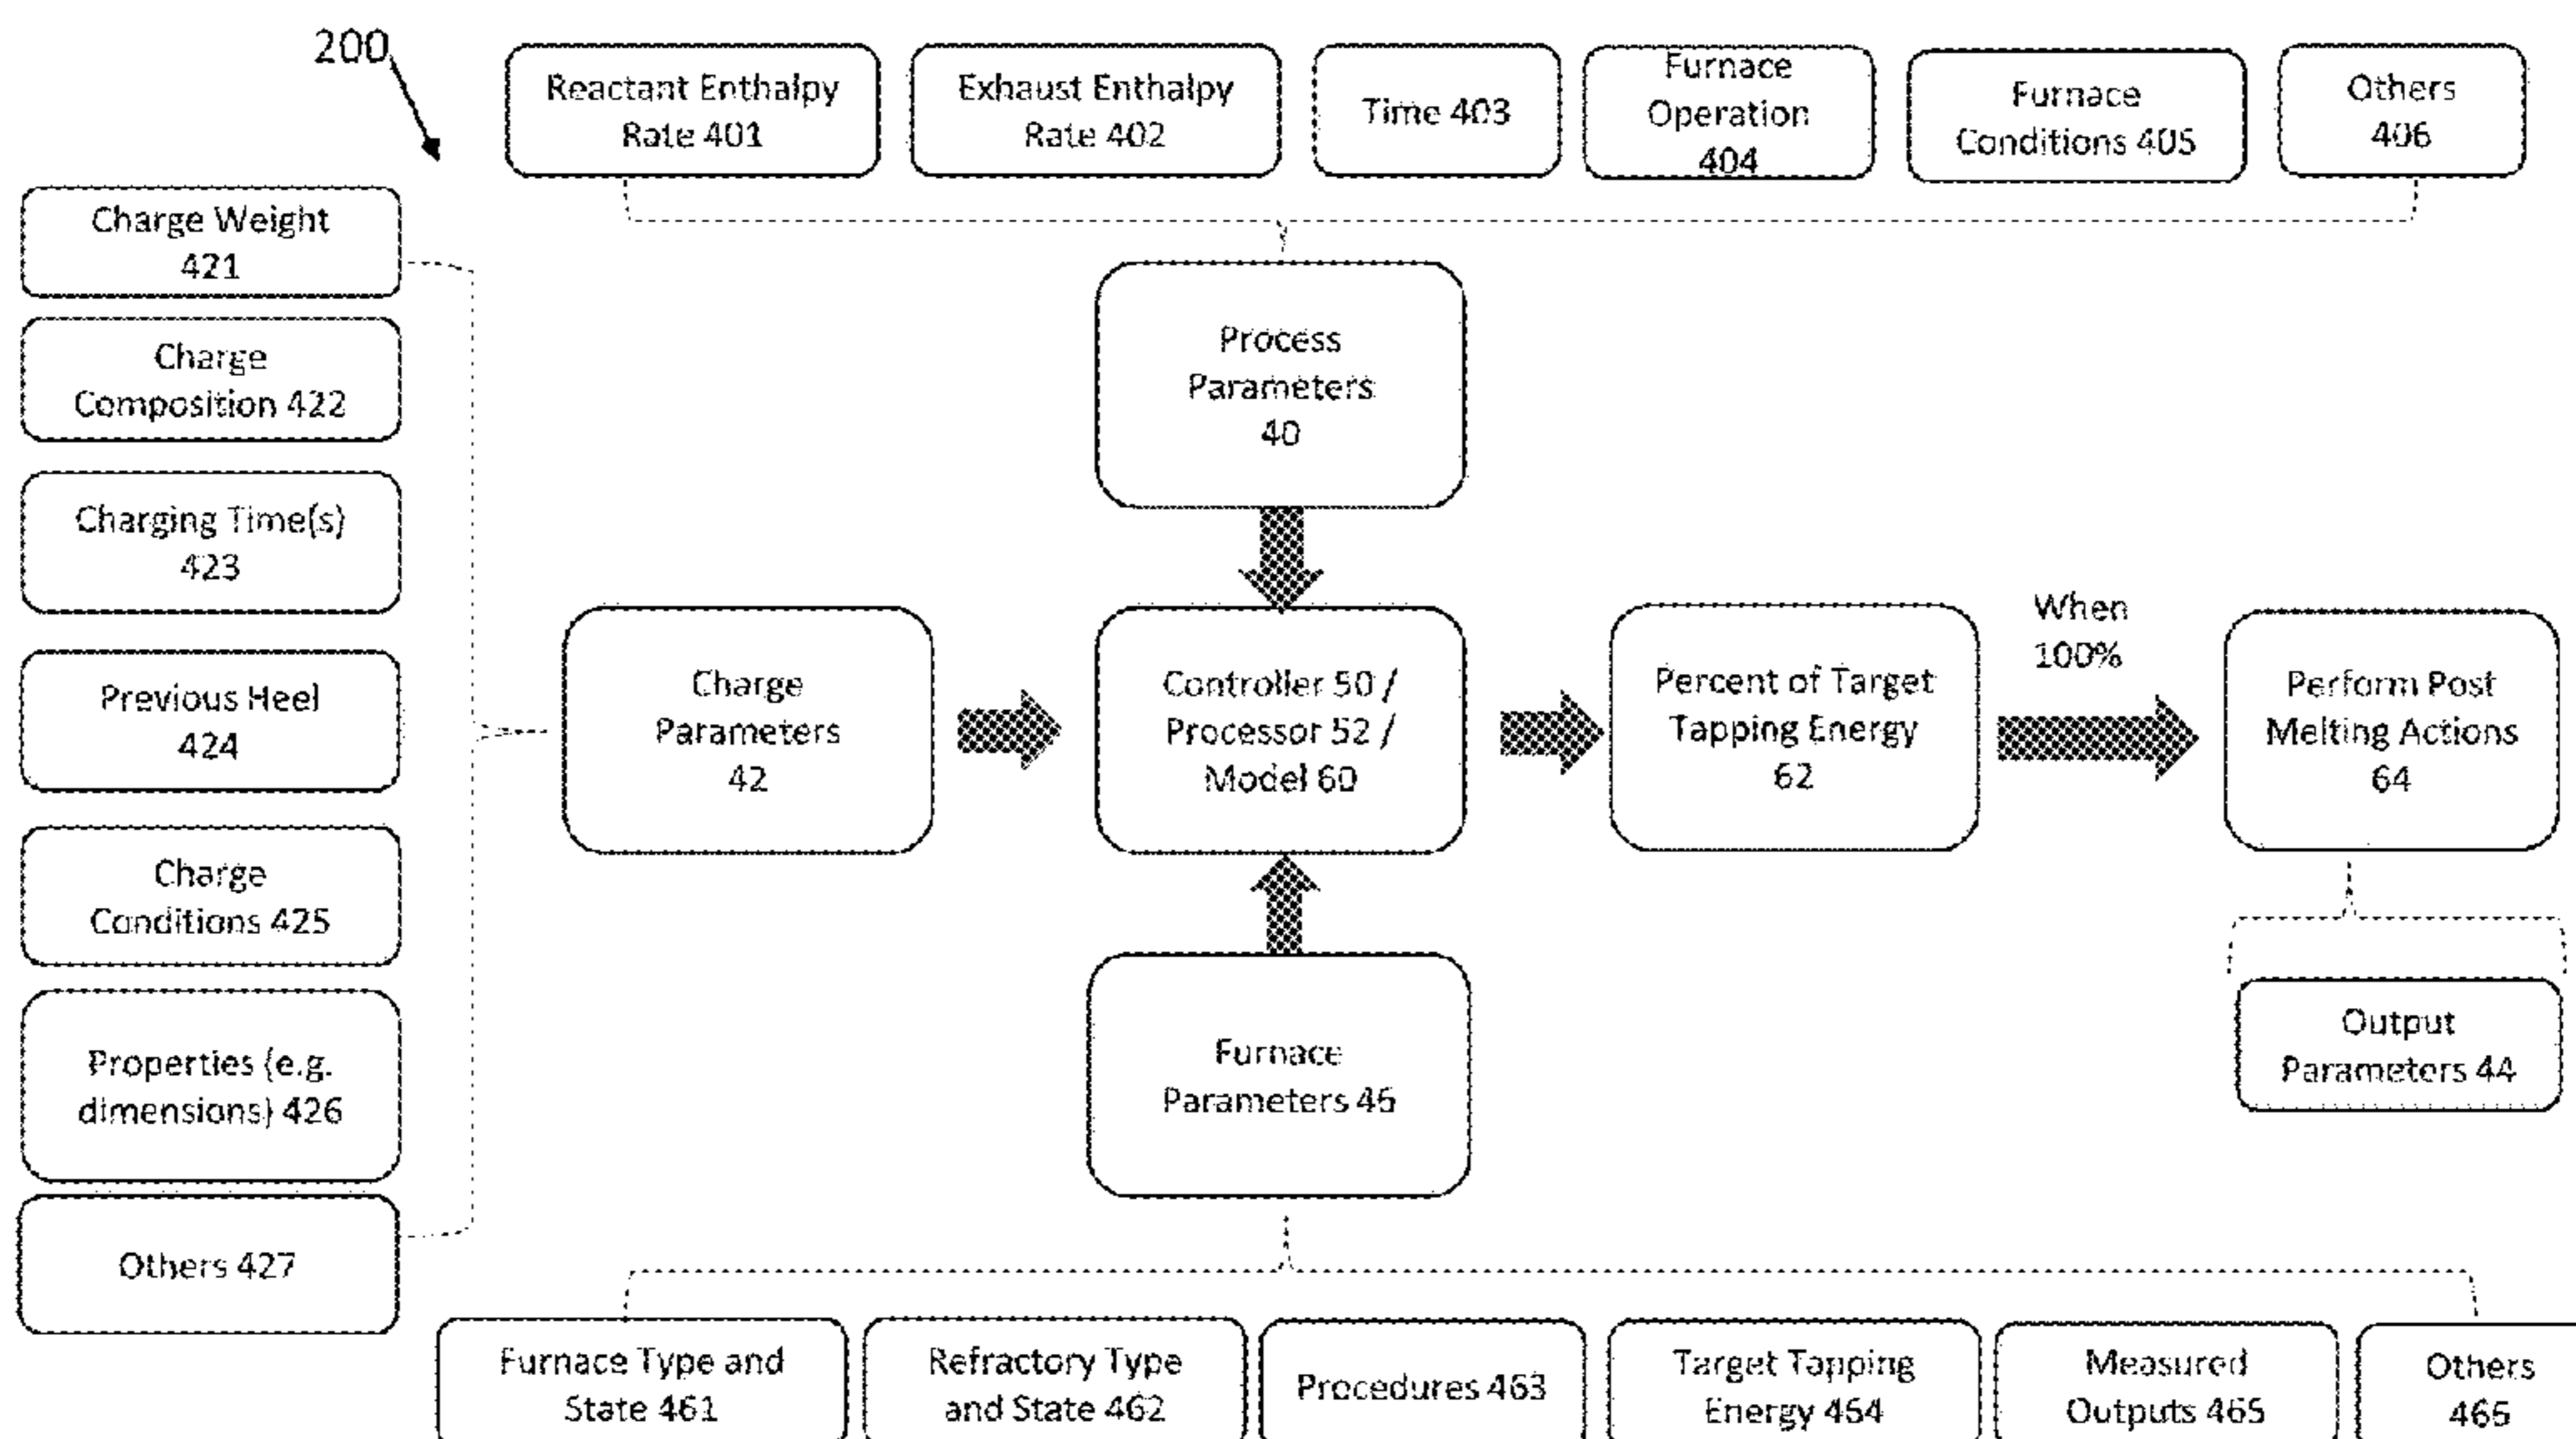 200
Reactant Enthalpy
Rate 401
Exhaust Enthalpy
Rate 402
Time 403
Furnace
Operation
404
Furnace
Conditions 405
Others
406
Charge Weight
421
Charge
Composition 422
Charging Time(s)
423
Previous Heel
424
Charge
Conditions 425
Properties (e.g.
dimensions) 426
Others 427
Process
Parameters
40
Charge
Parameters
42
Controller 50 /
Processor 52 /
Model 60
Percent of Target
Tapping Energy
62
When
100%
Perform Post
Melting Actions
64
Output
Parameters 44
Furnace
Parameters 46
Furnace Type and
State 461
Refractory Type
and State 462
Procedures 463
Target Tapping
Energy 464
Measured
Outputs 465
Others
466